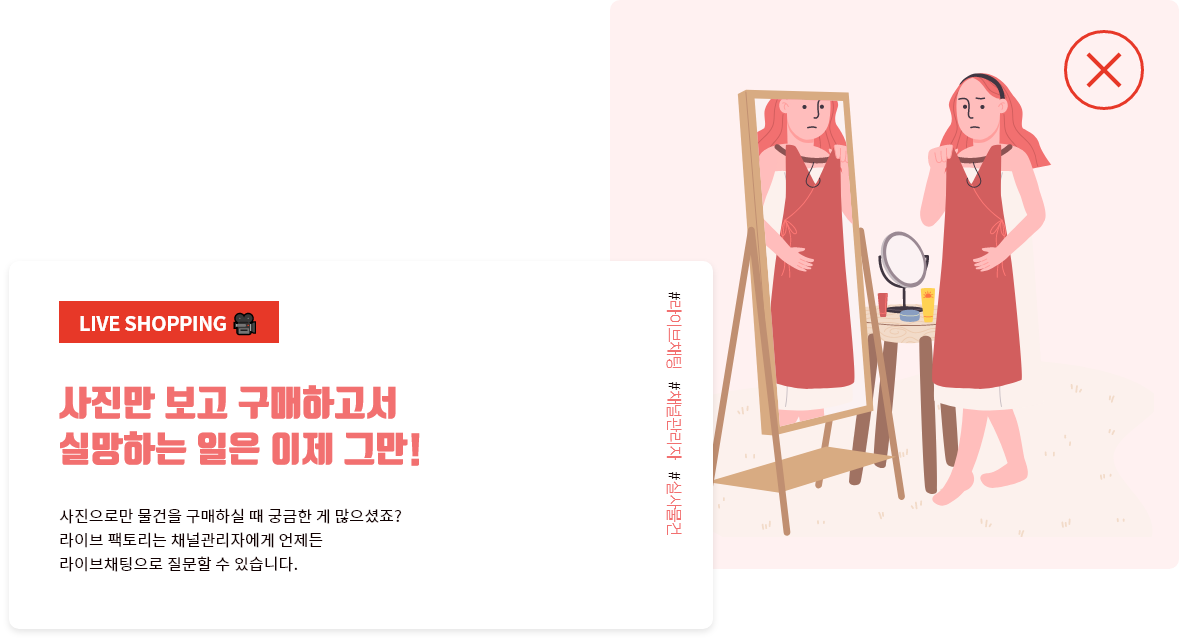 LIVE SHOPPING 🎥
사진만 보고 구매하고서
실망하는 일은 이제 그만!
사진으로만 물건을 구매하실 때 궁금한 게 많으셨죠?
라이브 팩토리는 채널관리자에게 언제든
라이브채팅으로 질문할 수 있습니다.
#라이브채팅 #채널관리자 #실사물건